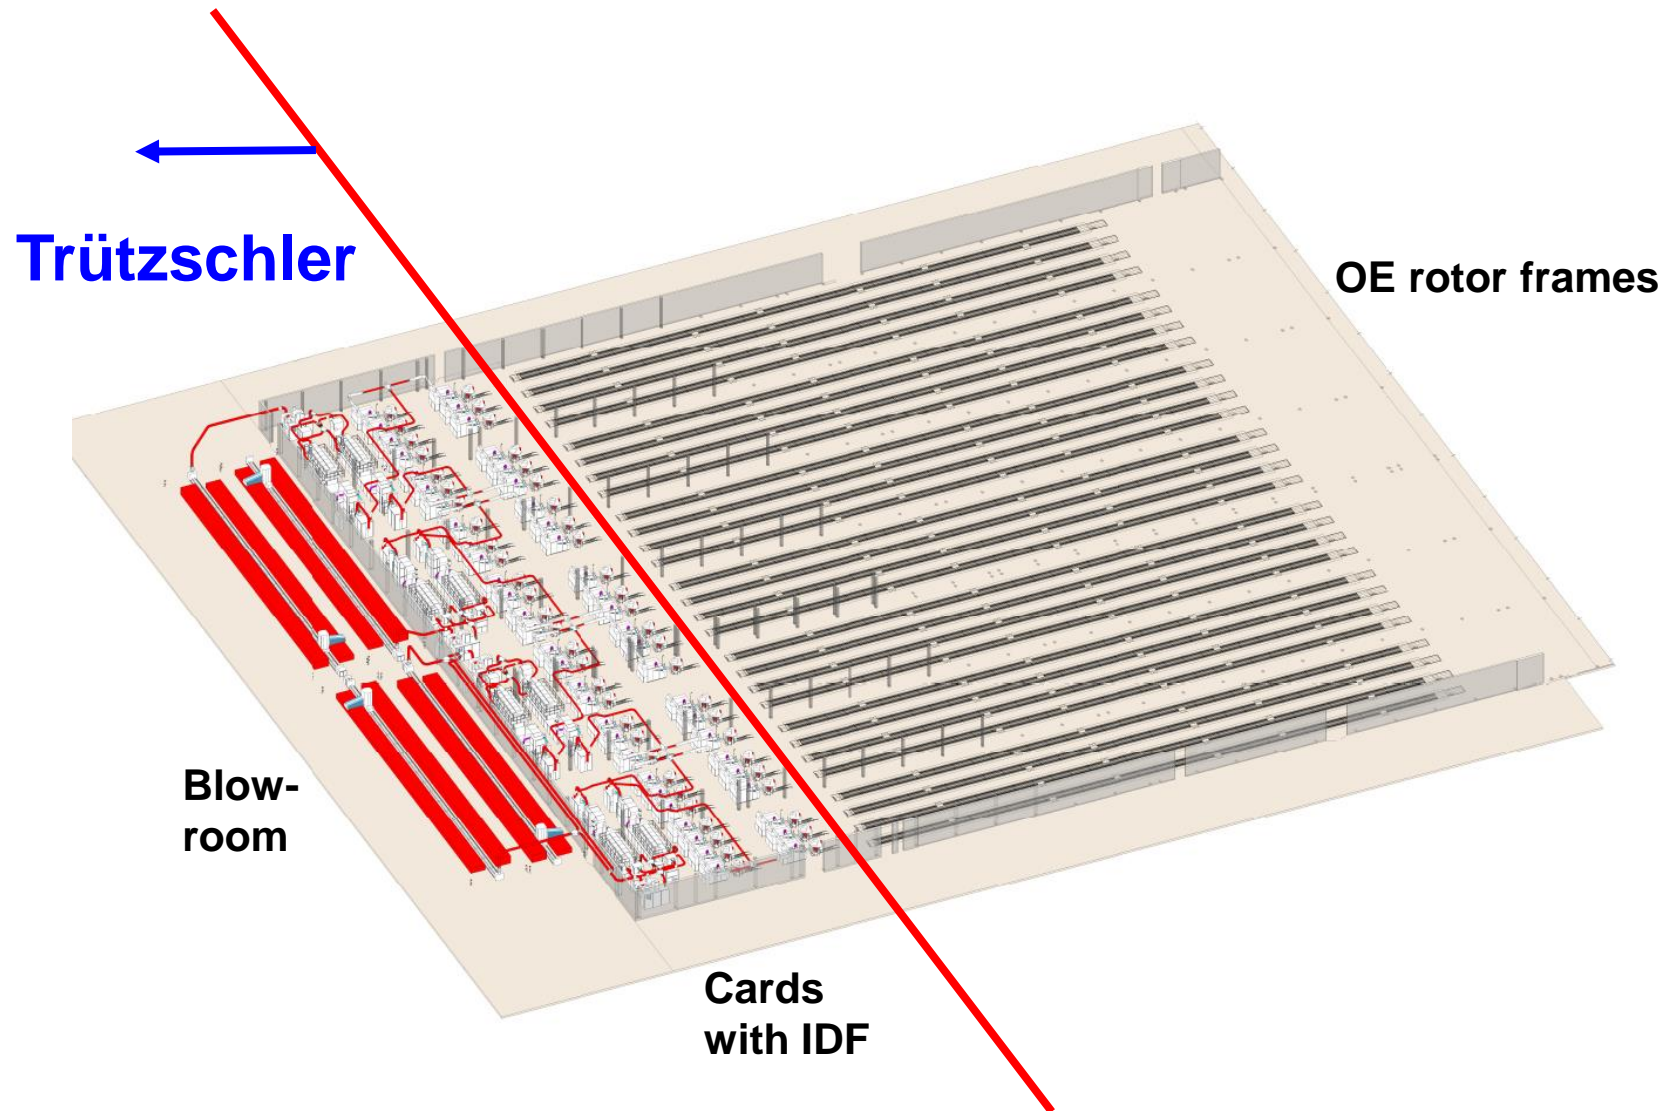 Trützschler
OE rotor frames
Blow-
room
Cards
with IDF